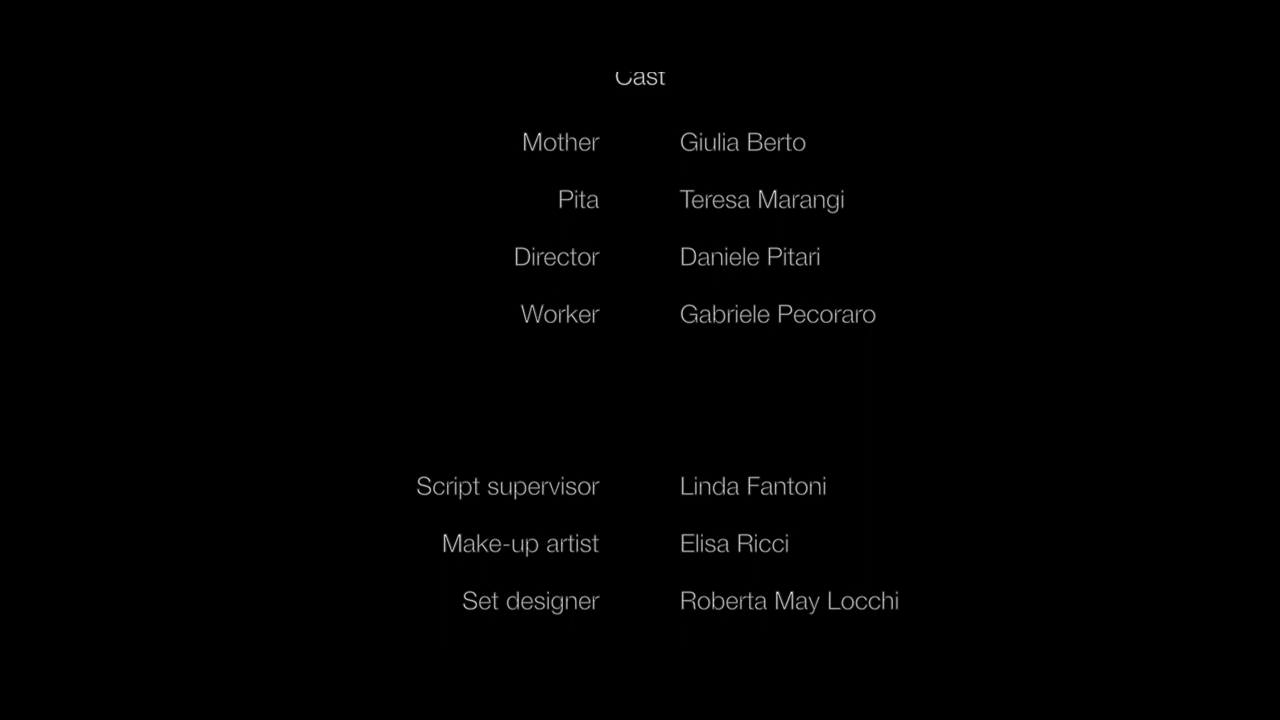 Cast
Mother Giulia Berto
Pita Teresa Marangi
Director Daniele Pitari
Worker Gabriele Pecoraro
Script supervisor Linda Fantoni
Make-up artist Elisa Ricci
Set designer Roberta May Locchi